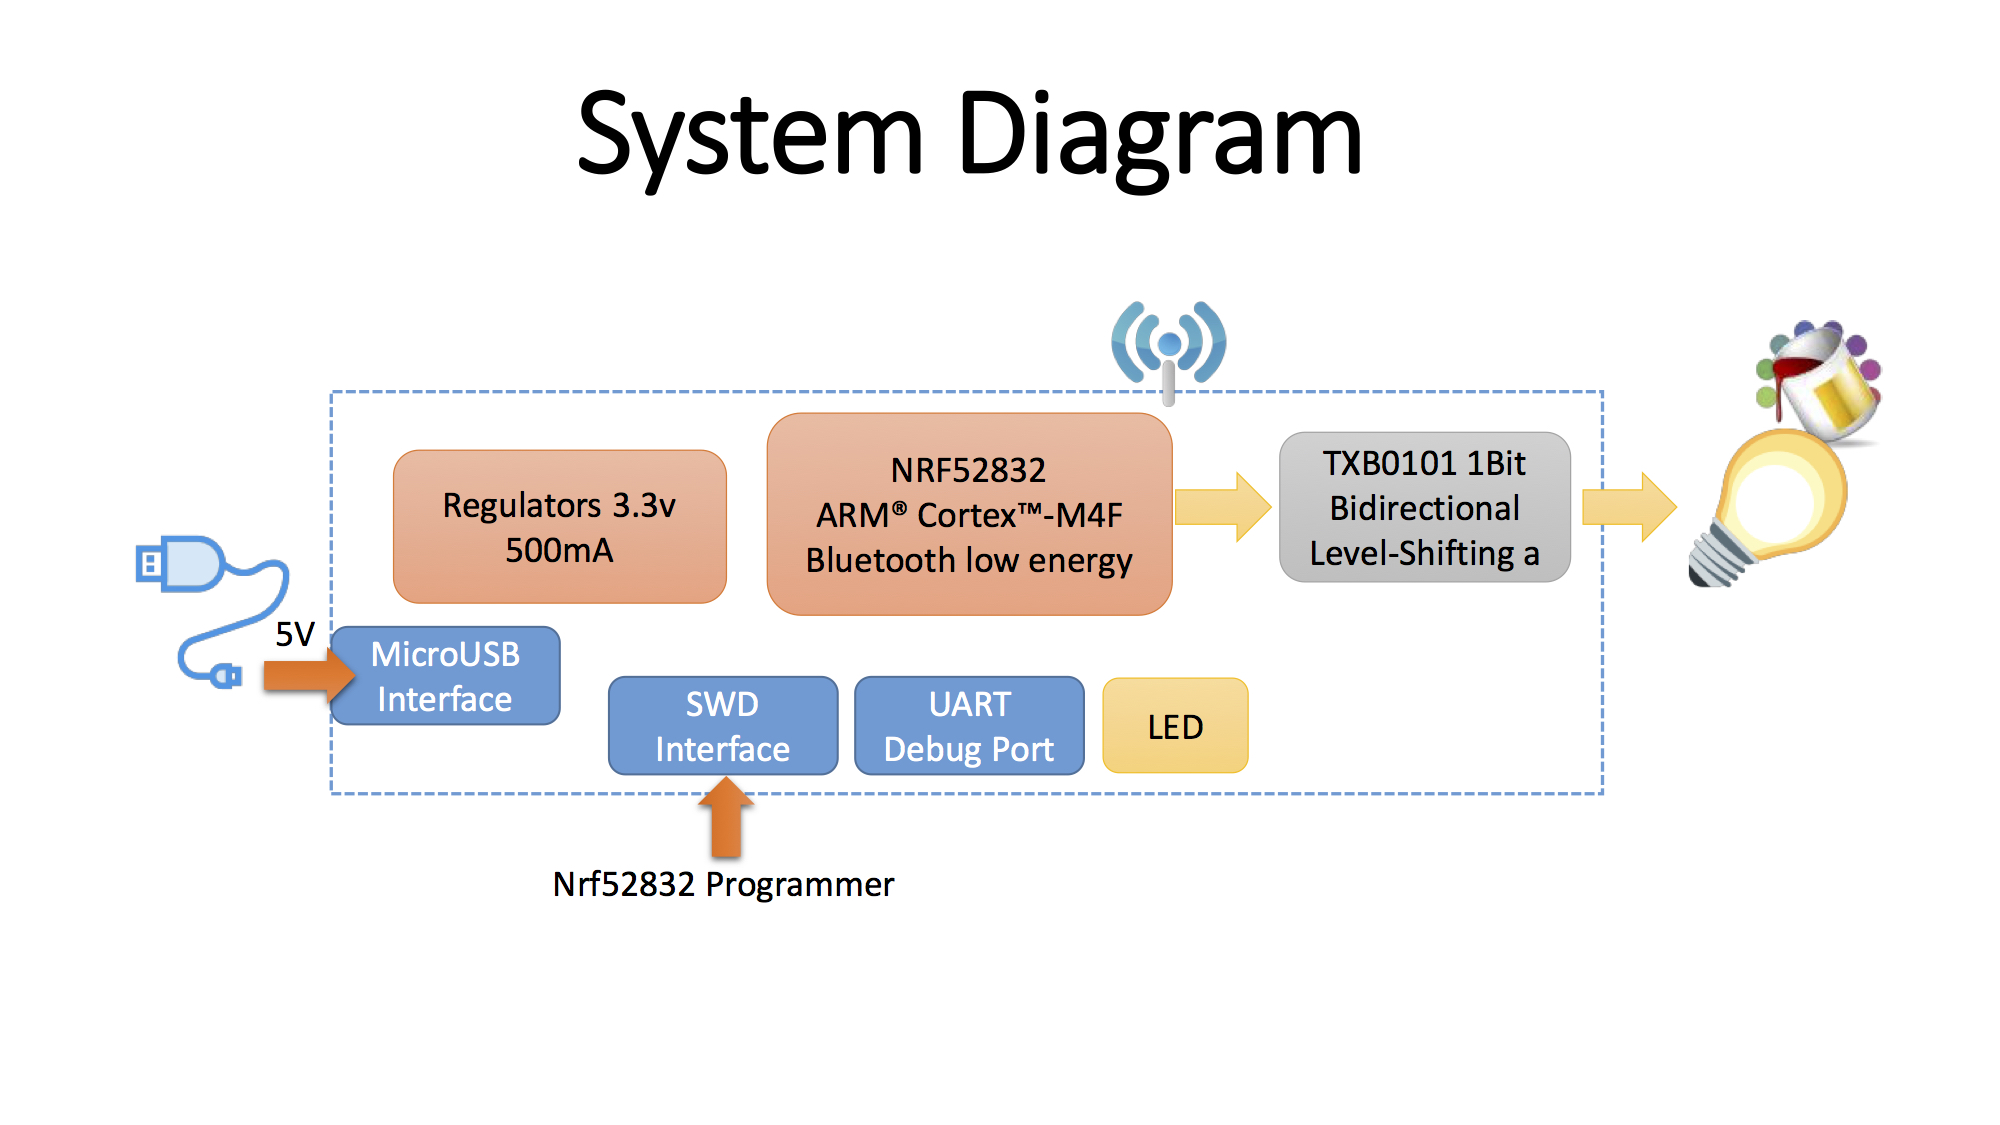 System Diagram
Regulators 3.3v
500mA
NRF52832
ARM® Cortex™-M4F
Bluetooth low energy
TXB0101 1Bit
Bidirectional
Level-Shifting a
5V
MicroUSB
Interface
SWD
Interface
UART
Debug Port
LED
Nrf52832 Programmer